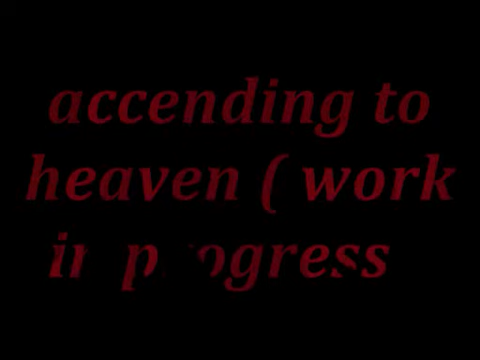 accending to
heaven ( work
in progress